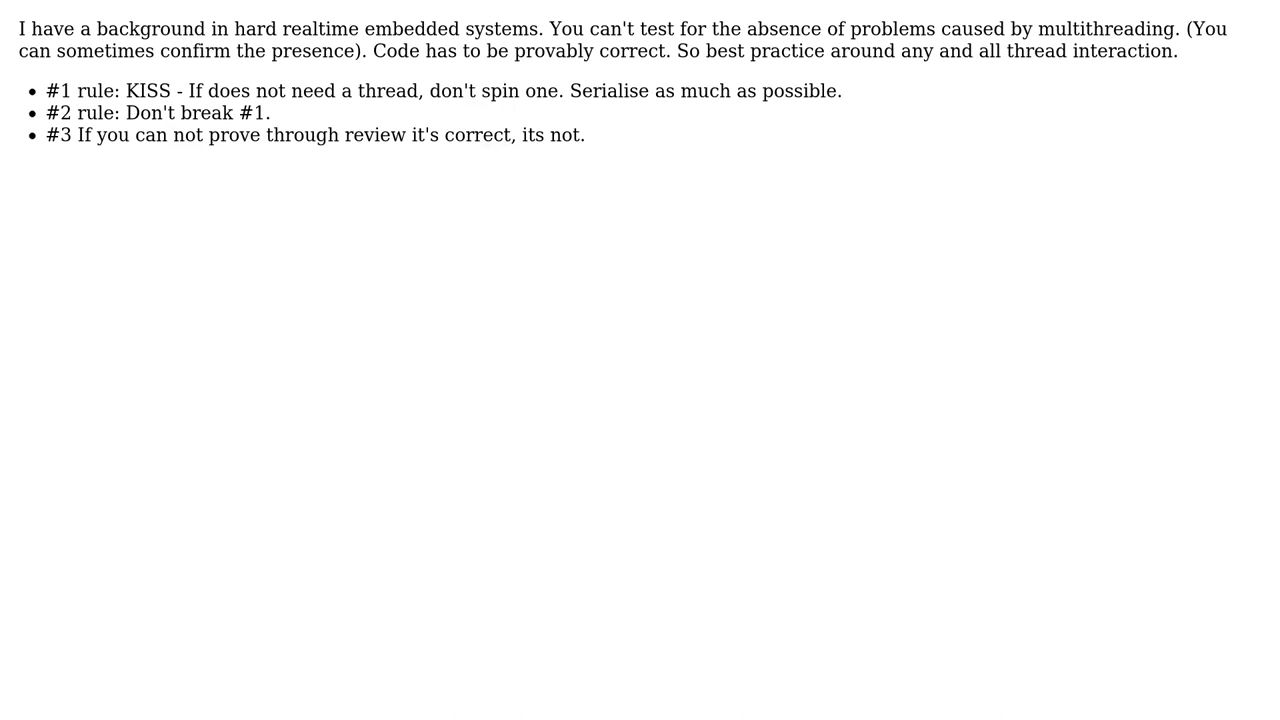 I have a background in hard realtime embedded systems. You can't test for the absence of problems caused by multithreading. (You
can sometimes confirm the presence). Code has to be provably correct. So best practice around any and all thread interaction.
• #1 rule: KISS - If does not need a thread, don't spin one. Serialise as much as possible.
• #2 rule: Don't break #1.
• #3 If you can not prove through review it's correct, its not.